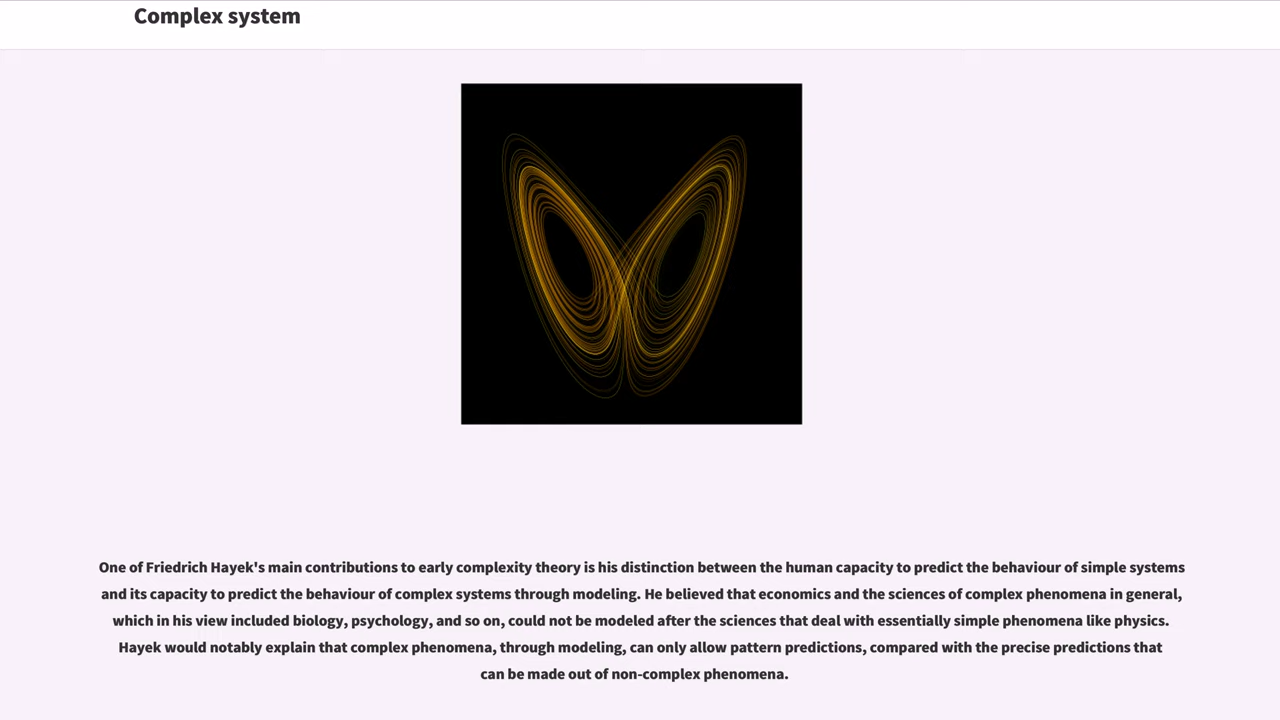 Complex system
One of Friedrich Hayek's main contributions to early complexity theory is his distinction between the human capacity to predict the behaviour of simple systems
and its capacity to predict the behaviour of complex systems through modeling. He believed that economics and the sciences of complex phenomena in general,
which in his view included biology, psychology, and so on, could not be modeled after the sciences that deal with essentially simple phenomena like physics.
Hayek would notably explain that complex phenomena, through modeling, can only allow pattern predictions, compared with the precise predictions that
can be made out of non-complex phenomena.